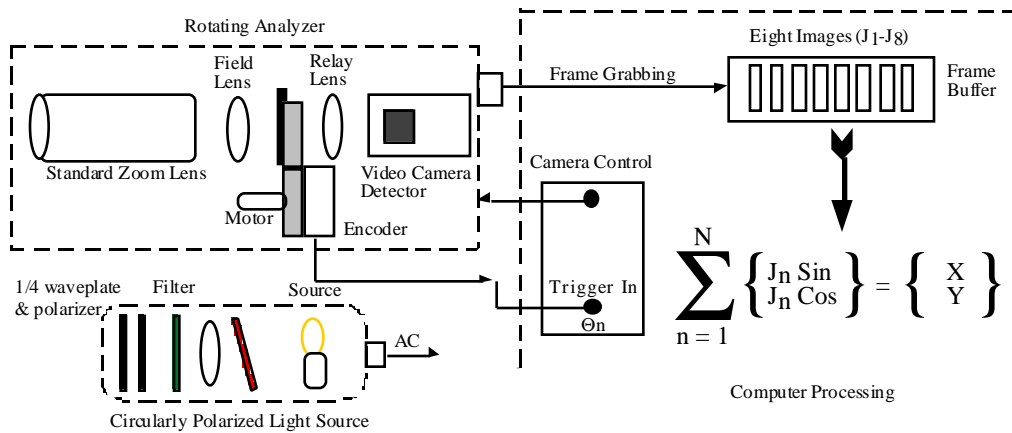 Rotating Analyzer
Field
Lens
Relay
Lens
Standard Zoom Lens
Motor
Encoder
Video Camera
Detector
Frame Grabbing
Eight Images (J1-J8)
Frame
Buffer
Camera Control
Trigger In
Θn
N
∑ { Jn Sin } = { X }
Jn Cos Y
n = 1
Computer Processing
1/4 waveplate
& polarizer
Filter
Source
AC
Circularly Polarized Light Source